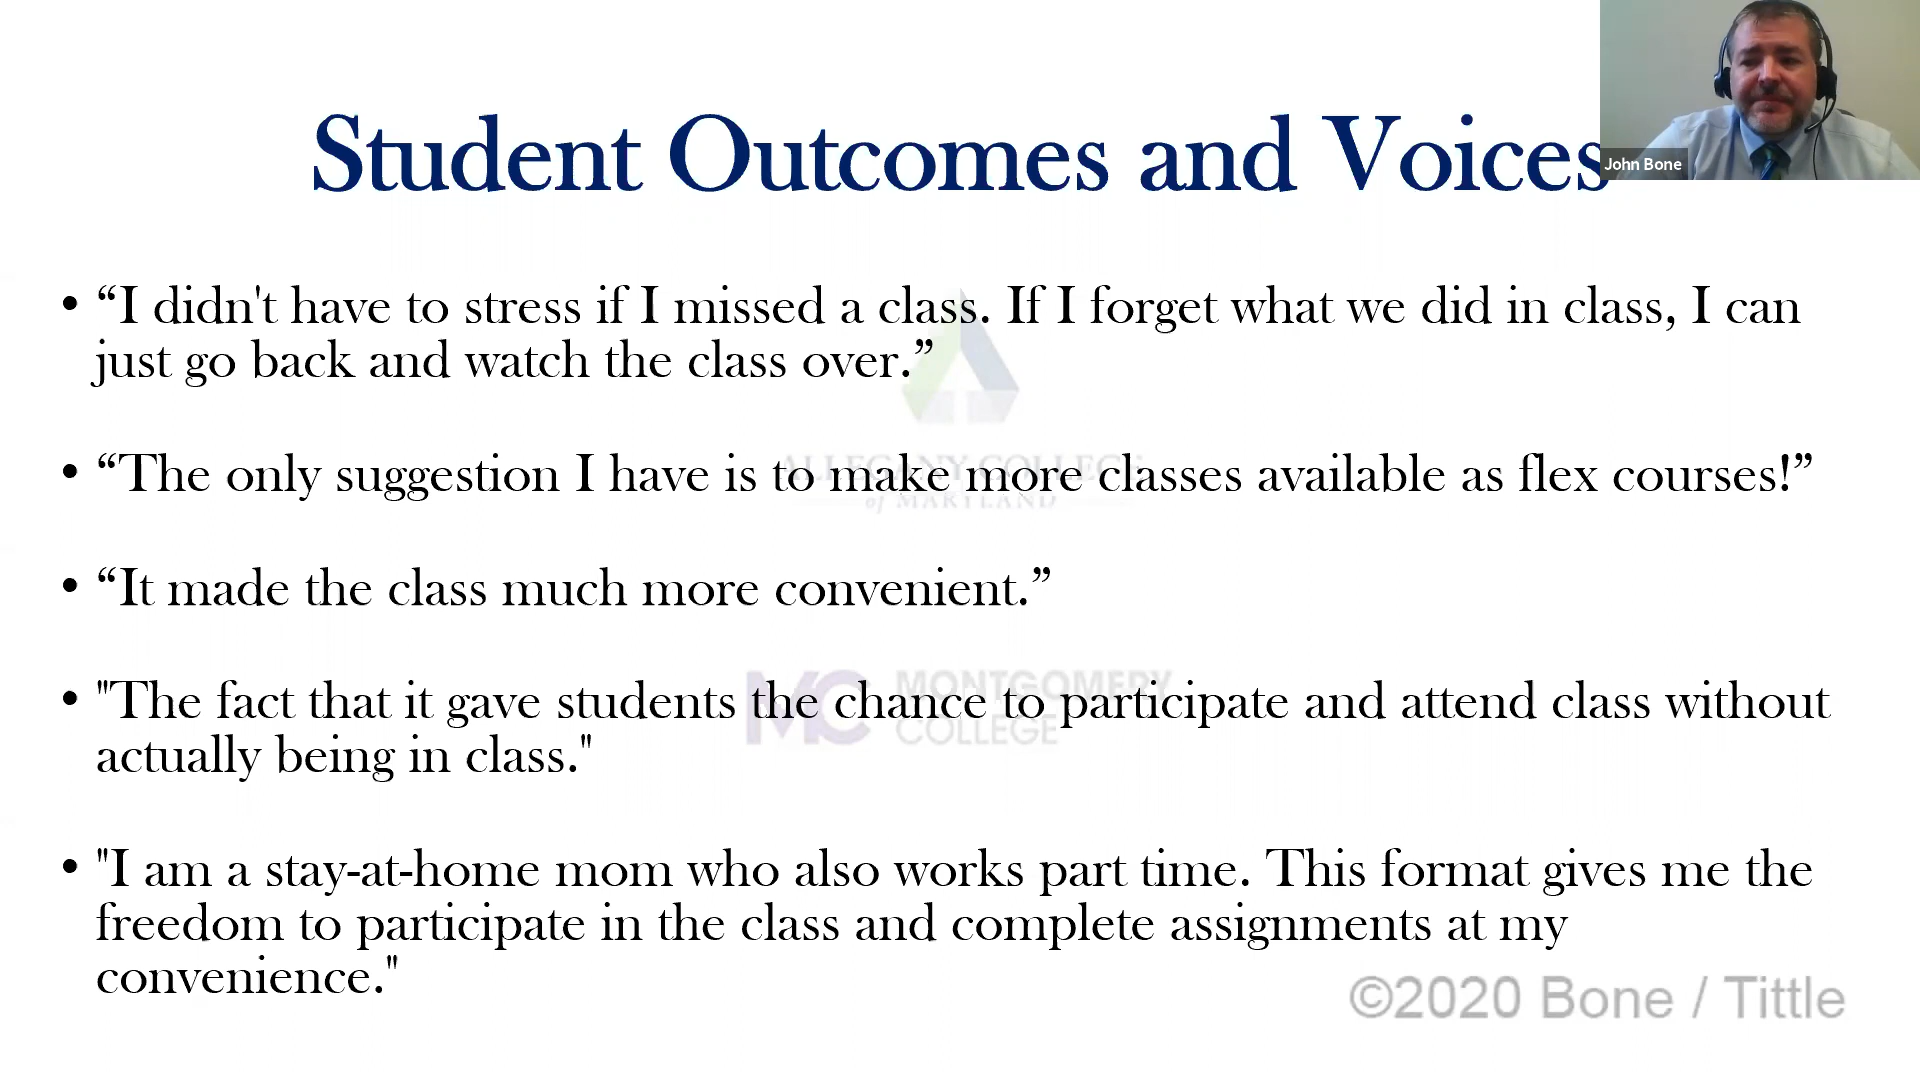 Student Outcomes and Voices
John Bone
• “I didn't have to stress if I missed a class. If I forget what we did in class, I can
just go back and watch the class over.”
• “The only suggestion I have is to make more classes available as flex courses!”
ALLEGANY COLLEGE
of MARYLAND
• “It made the class much more convenient.”
MC MONTGOMERY
COLLEGE
• "The fact that it gave students the chance to participate and attend class without
actually being in class."
• "I am a stay-at-home mom who also works part time. This format gives me the
freedom to participate in the class and complete assignments at my
convenience."
©2020 Bone / Tittle